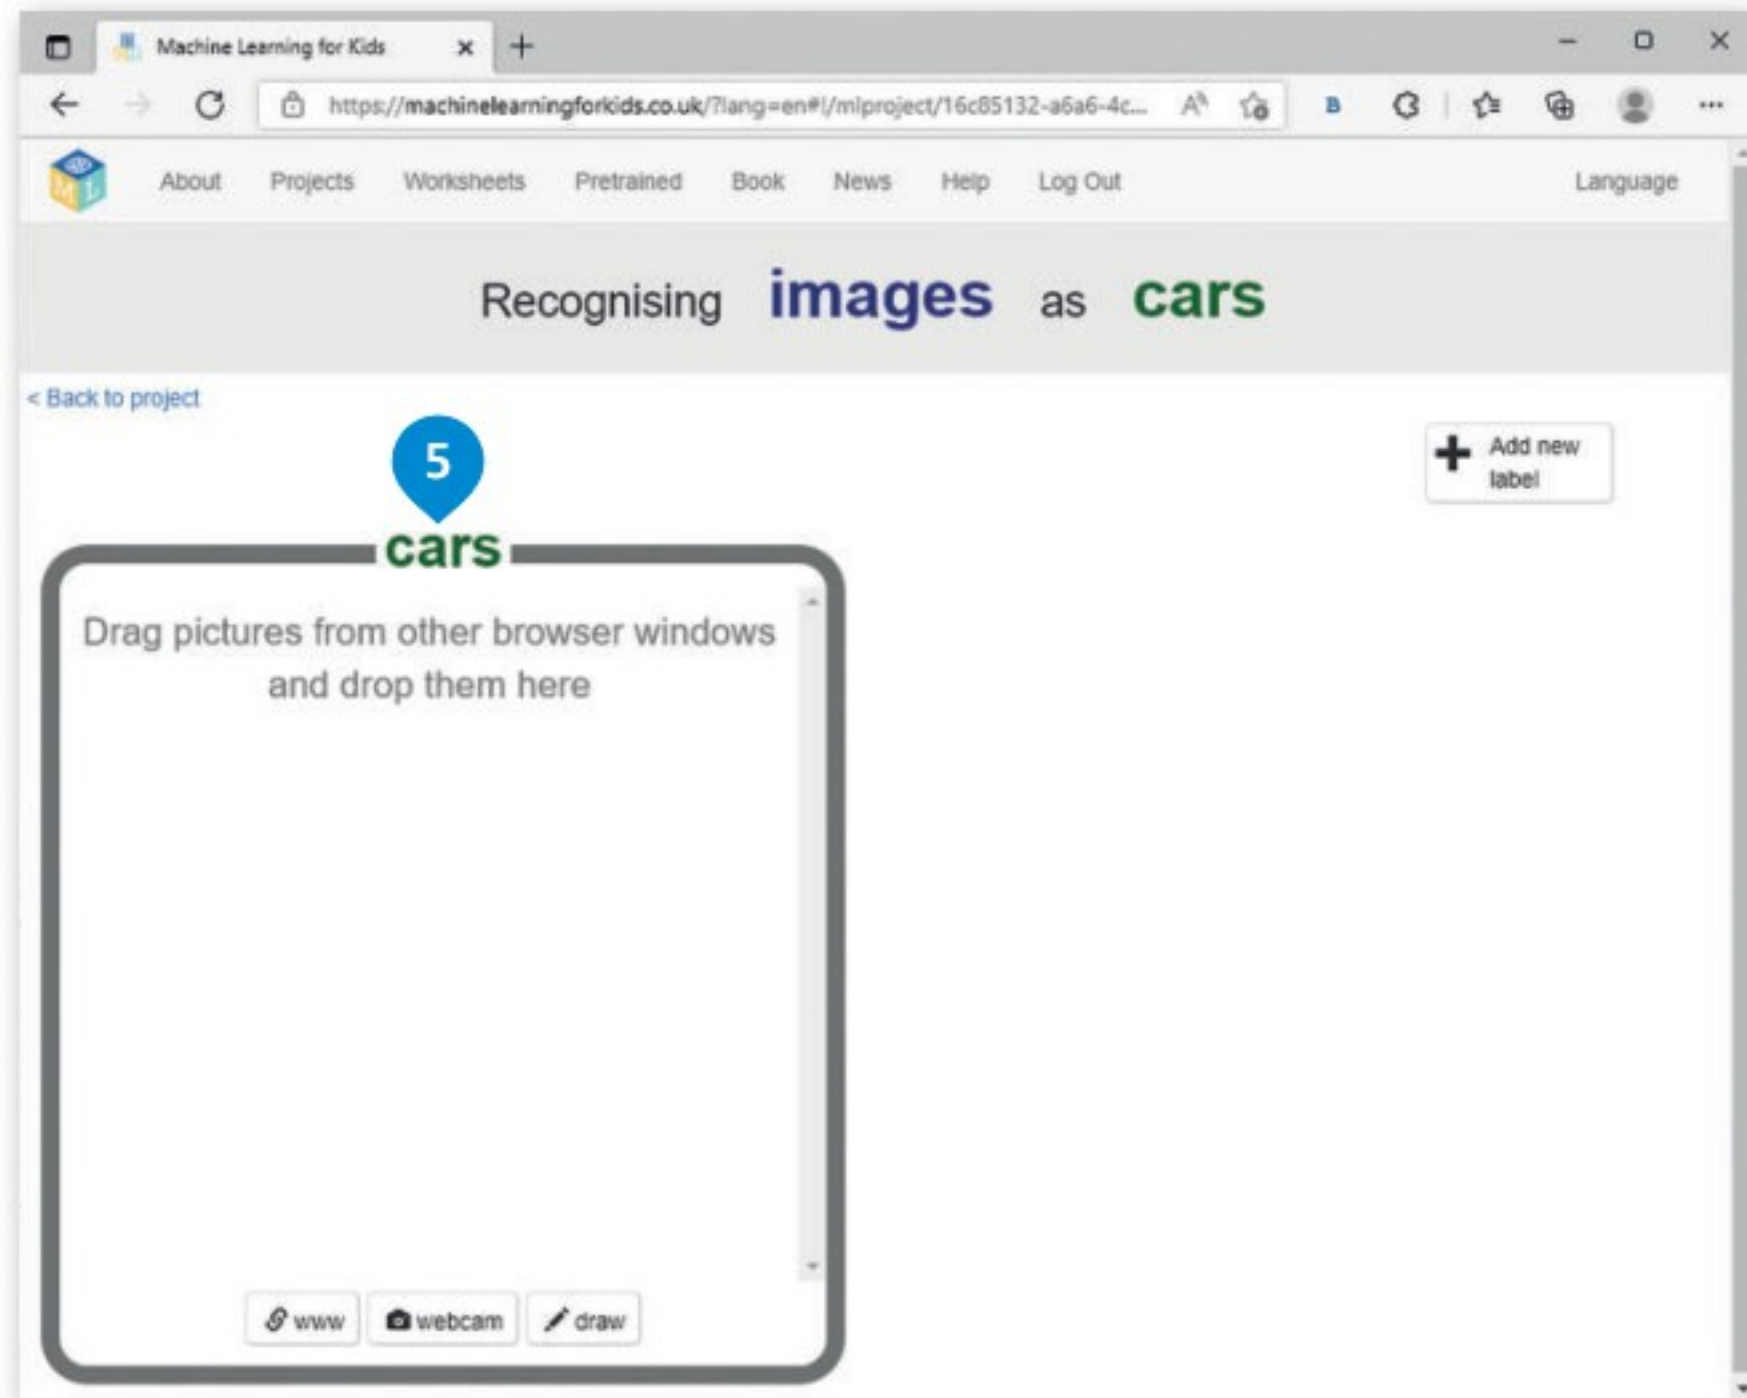 Machine Learning for Kids
https://machinelearningforkids.co.uk/?lang=en#!/mlproject/16c85132-a6a6-4c...
B
ML
About Projects Worksheets Pretrained Book News Help Log Out Language
Recognising images as cars
< Back to project
Add new
label
5
cars
Drag pictures from other browser windows
and drop them here
www webcam draw